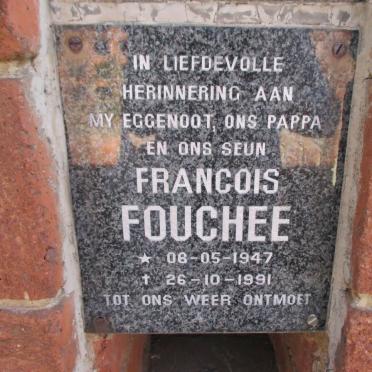 IN LIEFDEVOLLE
HERINNERING AAN
MY EGGENOOT, ONS PAPPA
EN ONS SEUN
FRANCOIS
FOUCHEE
★ 08-05-1947
† 26-10-1991
TOT ONS WEER ONTMOET